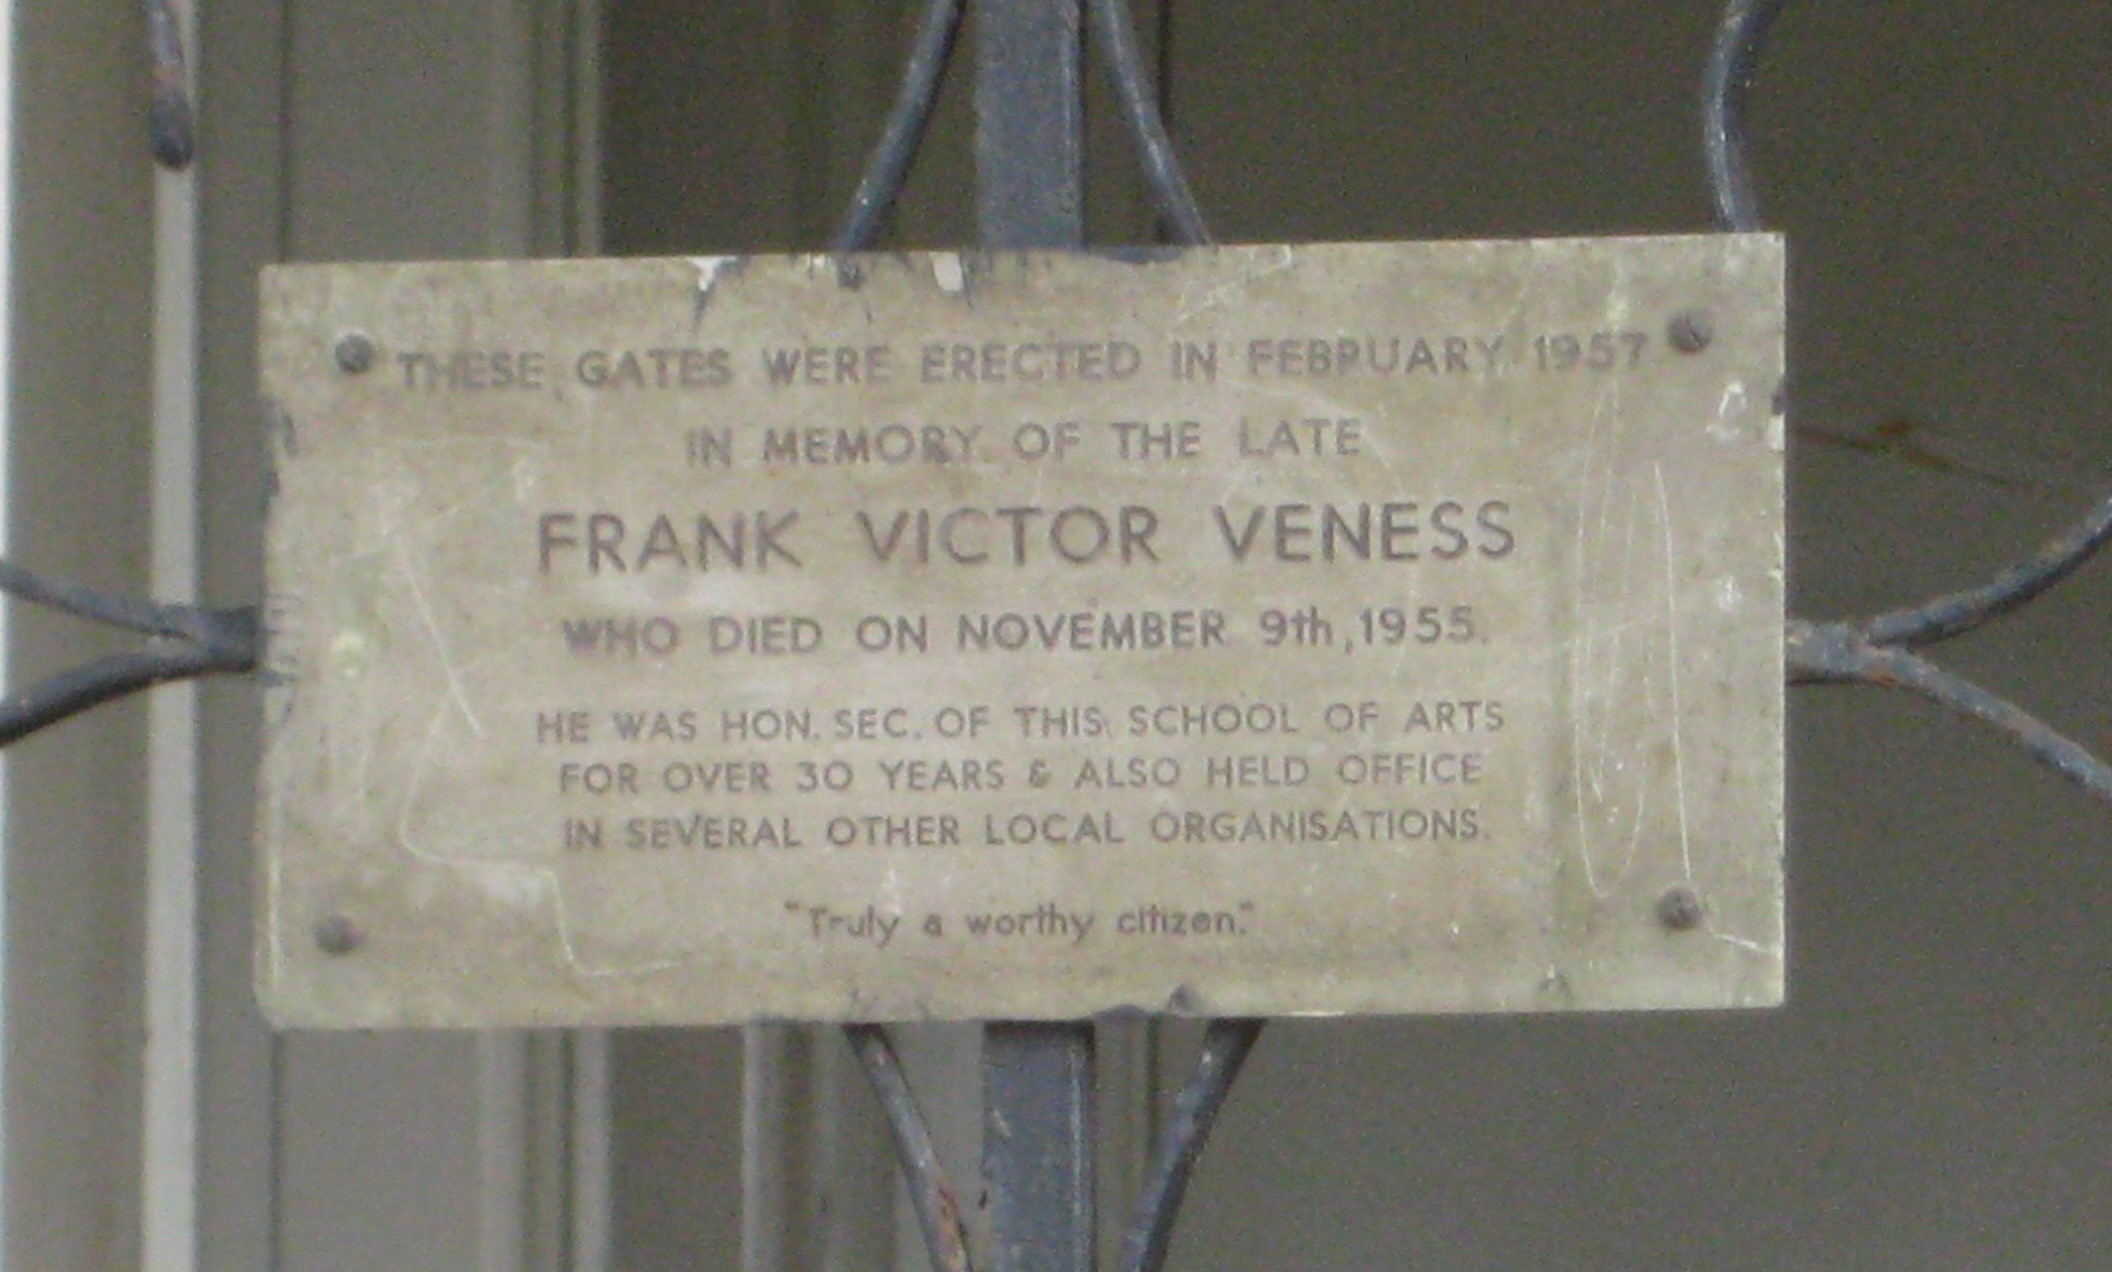 THESE GATES WERE ERECTED IN FEBRUARY 1957
IN MEMORY OF THE LATE
FRANK VICTOR VENESS
WHO DIED ON NOVEMBER 9th, 1955.
HE WAS HON. SEC. OF THIS SCHOOL OF ARTS
FOR OVER 30 YEARS & ALSO HELD OFFICE
IN SEVERAL OTHER LOCAL ORGANISATIONS.
"Truly a worthy citizen."